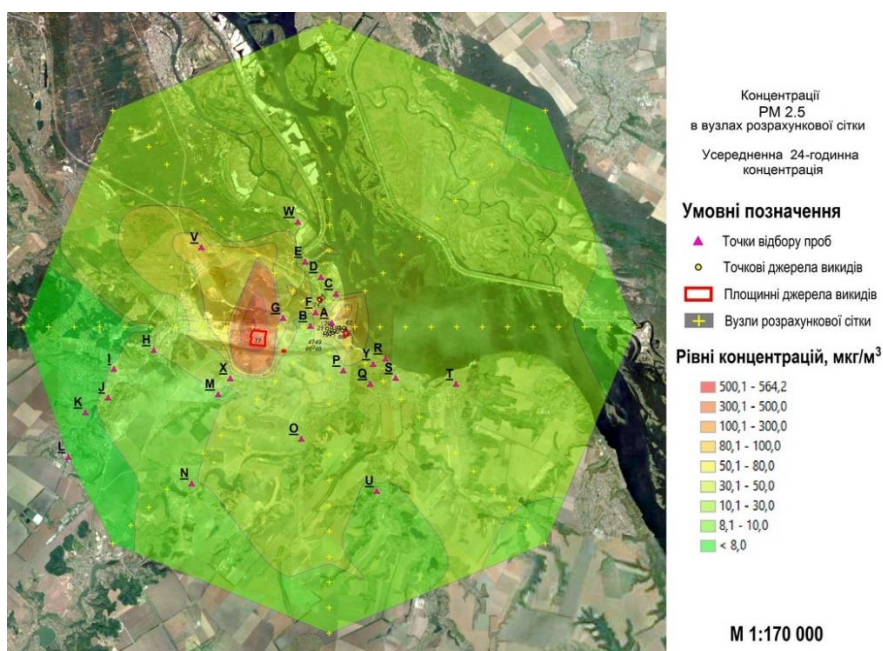 Концентрації
PM 2.5
в вузлах розрахункової сітки
Усередненна 24-годинна
концентрація
Умовні позначення
Точки відбору проб
Точкові джерела викидів
Площинні джерела викидів
Вузли розрахункової сітки
Рівні концентрацій, мкг/м³
500,1 - 564,2
300,1 - 500,0
100,1 - 300,0
80,1 - 100,0
50,1 - 80,0
30,1 - 50,0
10,1 - 30,0
8,1 - 10,0
< 8,0
М 1:170 000
W
V
E
D
C
F
A
G
B
H
I
X
P
Y
R
J
M
Q
S
T
K
O
L
N
U